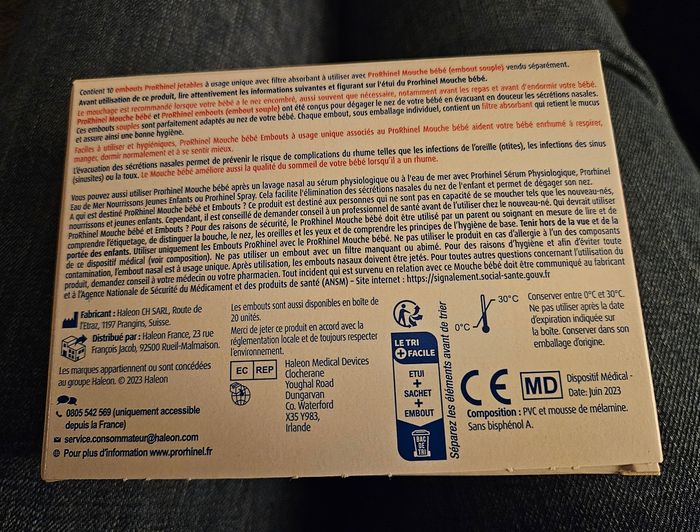 Contient 10 embouts ProRhinel jetables à usage unique avec filtre absorbant à utiliser avec ProRhinel Mouche bébé (embout souple) vendu séparément.
Avant utilisation de ce produit, lire attentivement les informations suivantes et figurant sur l'étui du Prorhinel Mouche bébé.
Le mouchage est recommandé lorsque votre bébé a le nez encombré, aussi souvent que nécessaire, notamment avant les repas et avant d'endormir votre bébé.
ProRhinel Mouche bébé et ProRhinel embouts (embout souple) ont été conçus pour dégager le nez de votre bébé en évacuant en douceur les sécrétions nasales.
Ces embouts souples sont parfaitement adaptés au nez de votre bébé. Chaque embout, sous emballage individuel, contient un filtre absorbant qui retient le mucus
et assure ainsi une bonne hygiène.
Faciles à utiliser et hygiéniques, ProRhinel Mouche bébé Embouts à usage unique associés au ProRhinel Mouche bébé aident votre bébé enrhumé à respirer,
manger, dormir normalement et à se sentir mieux.
L'évacuation des sécrétions nasales permet de prévenir le risque de complications du rhume telles que les infections de l'oreille (otites), les infections des sinus
(sinusites) ou la toux. Le Mouche bébé améliore aussi la qualité du sommeil de votre bébé lorsqu'il a un rhume.
Vous pouvez aussi utiliser Prorhinel Mouche bébé après un lavage nasal au sérum physiologique ou à l'eau de mer avec Prorhinel Sérum Physiologique, Prorhinel
Eau de Mer Nourrissons Jeunes Enfants ou Prorhinel Spray. Cela facilite l'élimination des sécrétions nasales du nez de l'enfant et permet de dégager son nez.
A qui est destiné ProRhinel Mouche bébé et Embouts ? Ce produit est destiné aux personnes qui ne sont pas en capacité de se moucher tels que les nouveau-nés,
nourrissons et jeunes enfants. Cependant, il est conseillé de demander conseil à un professionnel de santé avant de l'utiliser chez le nouveau-né. Qui devrait utiliser
ProRhinel Mouche bébé et Embouts ? Pour des raisons de sécurité, le ProRhinel Mouche bébé doit être utilisé par un parent ou soignant en mesure de lire et de
comprendre l'étiquetage, de distinguer la bouche, le nez, les oreilles et les yeux et de comprendre les principes de l'hygiène de base. Tenir hors de la vue et de la
portée des enfants. Utiliser uniquement les Embouts ProRhinel avec le ProRhinel Mouche bébé. Ne pas utiliser le produit en cas d'allergie à l'un des composants
de ce dispositif médical (voir composition). Ne pas utiliser un embout avec un filtre manquant ou abimé. Pour des raisons d'hygiène et afin d'éviter toute
contamination, l'embout nasal est à usage unique. Après utilisation, les embouts nasaux doivent être jetés. Pour toutes autres questions concernant l'utilisation du
produit, demandez conseil à votre médecin ou votre pharmacien. Tout incident qui est survenu en relation avec ce Mouche bébé doit être communiqué au fabricant
et à l'Agence Nationale de Sécurité du Médicament et des produits de santé (ANSM) – Site internet : https://signalement.social-sante.gouv.fr
Fabricant : Haleon CH SARL, Route de
l'Etraz, 1197 Prangins, Suisse.
Distribué par : Haleon France, 23 rue
François Jacob, 92500 Rueil-Malmaison.
Les marques appartiennent ou sont concédées
au groupe Haleon. © 2023 Haleon
0805 542 569 (uniquement accessible
depuis la France)
service.consommateur@haleon.com
Pour plus d'information www.prorhinel.fr
Les embouts sont aussi disponibles en boîte de
20 unités.
Merci de jeter ce produit en accord avec la
réglementation locale et de toujours respecter
l'environnement.
EC REP
Haleon Medical Devices
Clocherane
Youghal Road
Dungarvan
Co. Waterford
X35 Y983,
Irlande
LE TRI
+ FACILE
ETUI
+
SACHET
+
EMBOUT
BAC
DE TRI
Séparez les éléments avant de trier
0°C
30°C
Conserver entre 0°C et 30°C.
Ne pas utiliser après la date
d'expiration indiquée sur
la boîte. Conserver dans son
emballage d'origine.
CE MD
Dispositif Médical -
Date: Juin 2023
Composition : PVC et mousse de mélamine.
Sans bisphénol A.